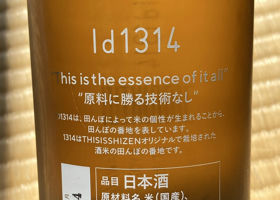 Id1314
This is the essence of it all"
"原料に勝る技術なし"
1314は、田んぼによって米の個性が生まれることから、
田んぼの番地を表しています。
1314はTHISISSHIZENオリジナルで栽培された
酒米の田んぼの番地です。
品目 日本酒
原材料名 米(国産)、